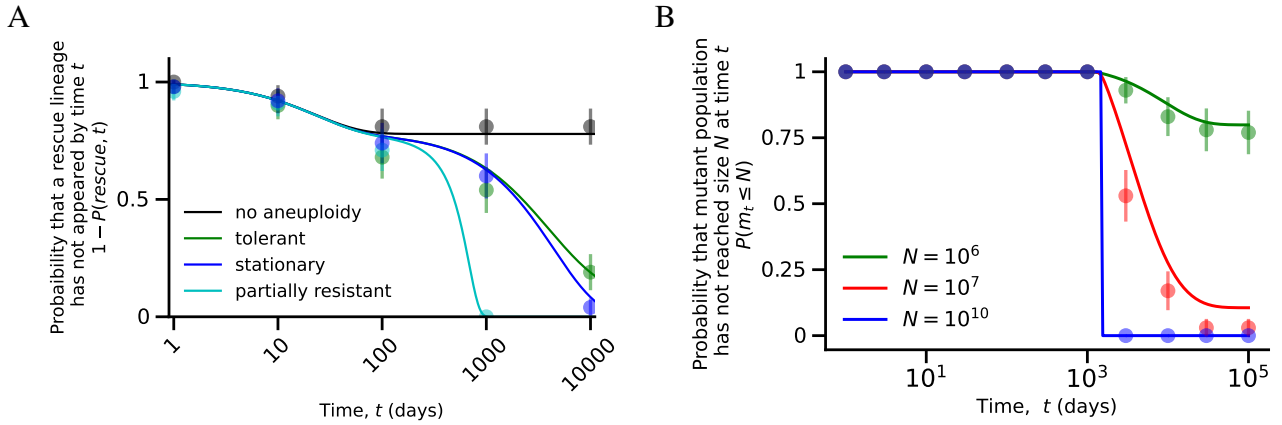 A
Probability that a rescue lineage
has not appeared by time t
1 − P(rescue, t)
1
0.5
0
no aneuploidy
tolerant
stationary
partially resistant
1
10
100
1000
10000
Time, t (days)
B
Probability that mutant population
has not reached size N at time t
P(m_t ≤ N)
1
0.75
0.5
0.25
0
N = 10^6
N = 10^7
N = 10^10
10^1
10^3
10^5
Time, t (days)